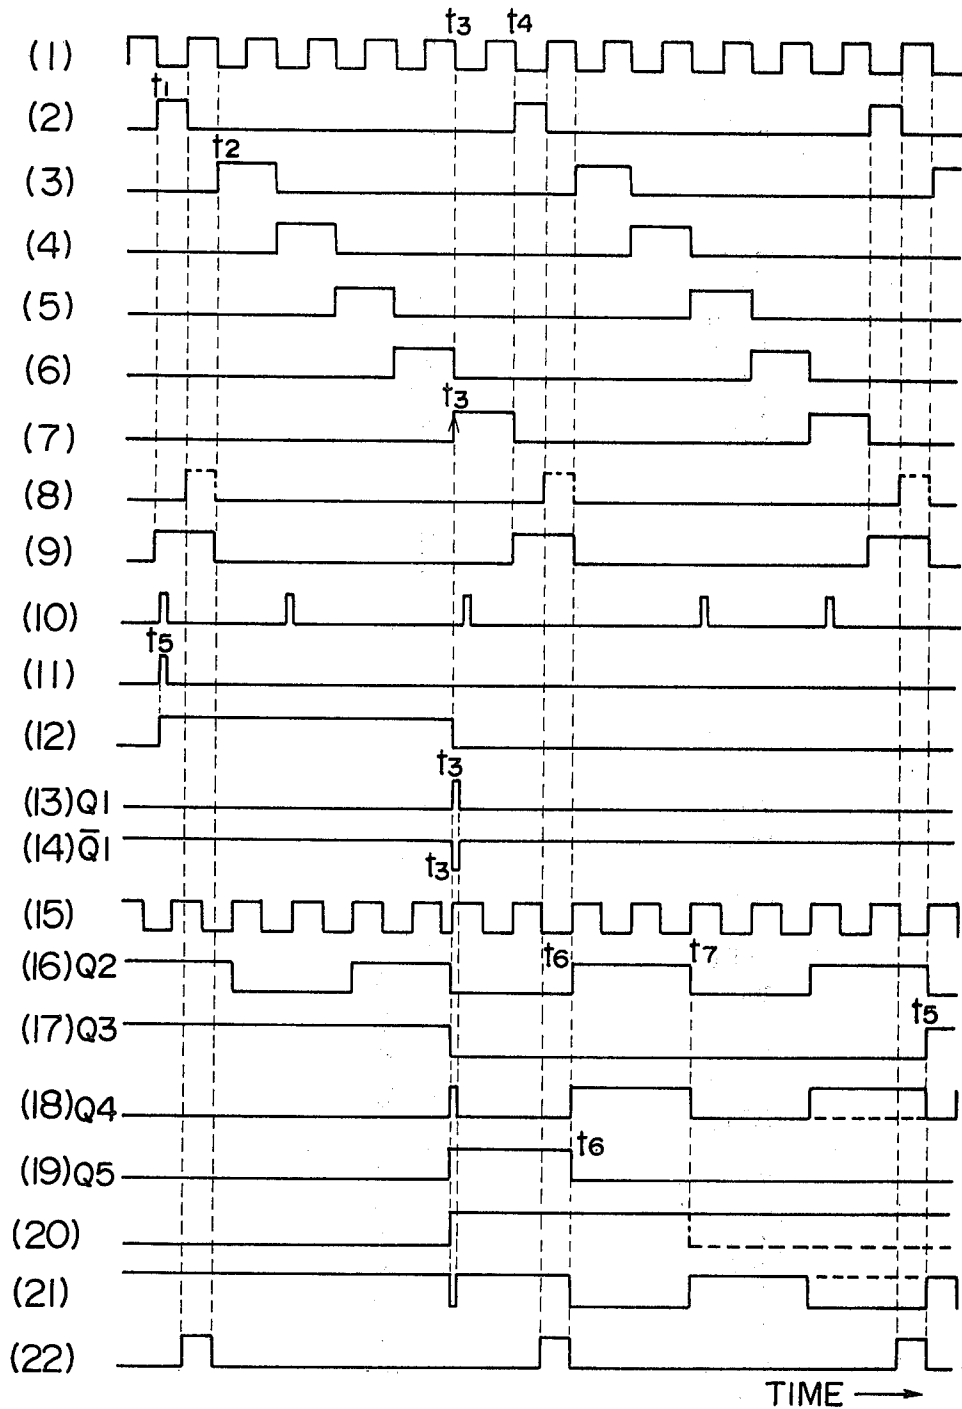 t3 t4
(1)
t1
(2)
t2
(3)
(4)
(5)
(6)
t3
(7)
(8)
(9)
(10)
t5
(11)
(12)
t3
(13)Q1
(14)Q̅1
t3
(15)
t6 t7
(16)Q2
t5
(17)Q3
(18)Q4
t6
(19)Q5
(20)
(21)
(22)
TIME